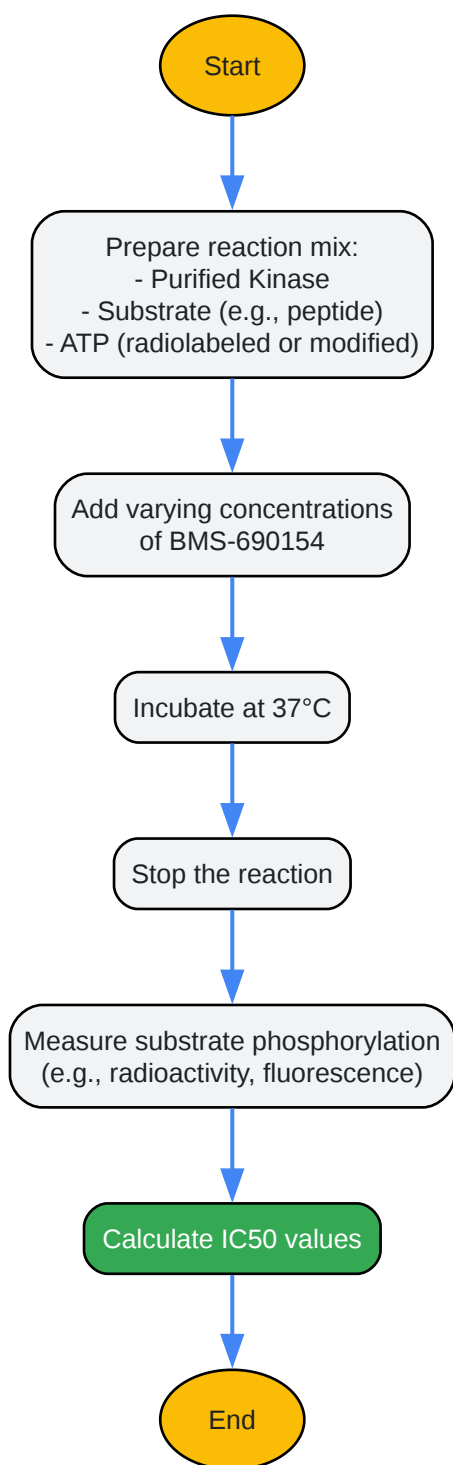 Start
Prepare reaction mix:
- Purified Kinase
- Substrate (e.g., peptide)
- ATP (radiolabeled or modified)
Add varying concentrations
of BMS-690154
Incubate at 37°C
Stop the reaction
Measure substrate phosphorylation
(e.g., radioactivity, fluorescence)
Calculate IC50 values
End